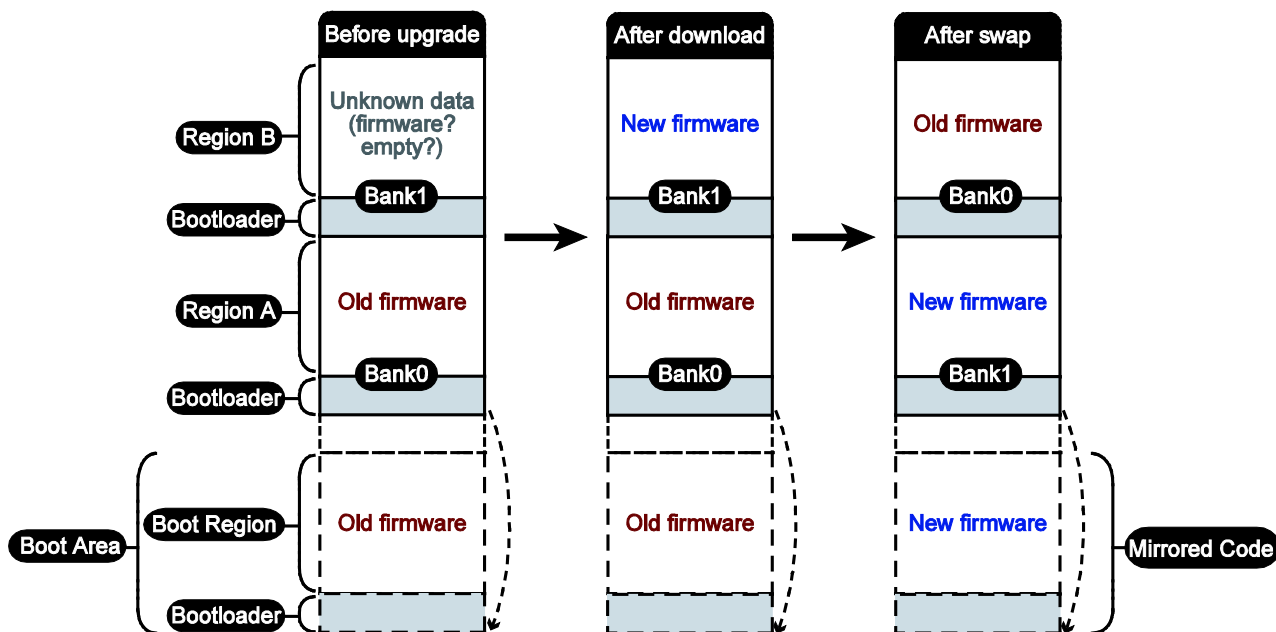 Before upgrade
After download
After swap
Unknown data
(firmware?
empty?)
New firmware
Old firmware
Region B
Bank1
Bank1
Bank0
Bootloader
Region A
Old firmware
Old firmware
New firmware
Bank0
Bank0
Bank1
Bootloader
Boot Area
Boot Region
Old firmware
Old firmware
New firmware
Mirrored Code
Bootloader